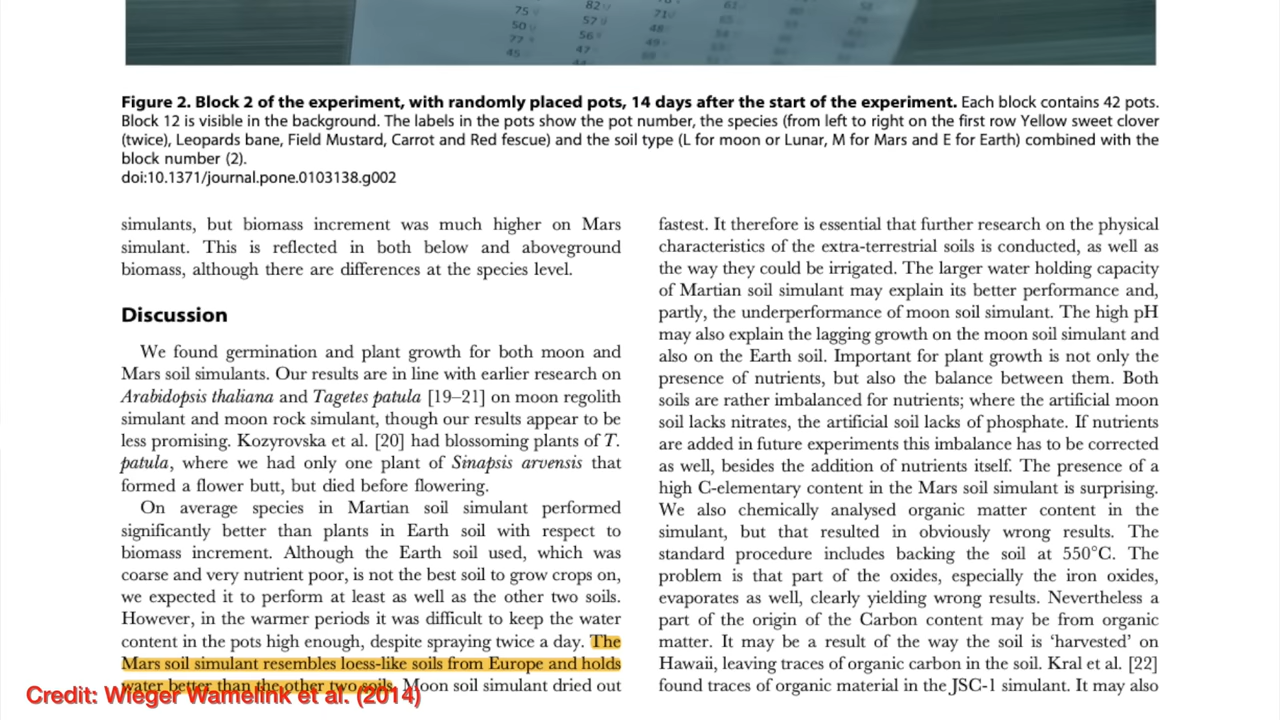 75 82 71 61
50 57 48
77 56 49
45 47
Figure 2. Block 2 of the experiment, with randomly placed pots, 14 days after the start of the experiment. Each block contains 42 pots.
Block 12 is visible in the background. The labels in the pots show the pot number, the species (from left to right on the first row Yellow sweet clover
(twice), Leopards bane, Field Mustard, Carrot and Red fescue) and the soil type (L for moon or Lunar, M for Mars and E for Earth) combined with the
block number (2).
doi:10.1371/journal.pone.0103138.g002
simulants, but biomass increment was much higher on Mars
simulant. This is reflected in both below and aboveground
biomass, although there are differences at the species level.
Discussion
We found germination and plant growth for both moon and
Mars soil simulants. Our results are in line with earlier research on
Arabidopsis thaliana and Tagetes patula [19–21] on moon regolith
simulant and moon rock simulant, though our results appear to be
less promising. Kozyrovska et al. [20] had blossoming plants of T.
patula, where we had only one plant of Sinapsis arvensis that
formed a flower butt, but died before flowering.
On average species in Martian soil simulant performed
significantly better than plants in Earth soil with respect to
biomass increment. Although the Earth soil used, which was
coarse and very nutrient poor, is not the best soil to grow crops on,
we expected it to perform at least as well as the other two soils.
However, in the warmer periods it was difficult to keep the water
content in the pots high enough, despite spraying twice a day. The
Mars soil simulant resembles loess-like soils from Europe and holds
water better than the other two soils. Moon soil simulant dried out
fastest. It therefore is essential that further research on the physical
characteristics of the extra-terrestrial soils is conducted, as well as
the way they could be irrigated. The larger water holding capacity
of Martian soil simulant may explain its better performance and,
partly, the underperformance of moon soil simulant. The high pH
may also explain the lagging growth on the moon soil simulant and
also on the Earth soil. Important for plant growth is not only the
presence of nutrients, but also the balance between them. Both
soils are rather imbalanced for nutrients; where the artificial moon
soil lacks nitrates, the artificial soil lacks of phosphate. If nutrients
are added in future experiments this imbalance has to be corrected
as well, besides the addition of nutrients itself. The presence of a
high C-elementary content in the Mars soil simulant is surprising.
We also chemically analysed organic matter content in the
simulant, but that resulted in obviously wrong results. The
standard procedure includes backing the soil at 550°C. The
problem is that part of the oxides, especially the iron oxides,
evaporates as well, clearly yielding wrong results. Nevertheless a
part of the origin of the Carbon content may be from organic
matter. It may be a result of the way the soil is ‘harvested’ on
Hawaii, leaving traces of organic carbon in the soil. Kral et al. [22]
found traces of organic material in the JSC-1 simulant. It may also
Credit: Wieger Wamelink et al. (2014)